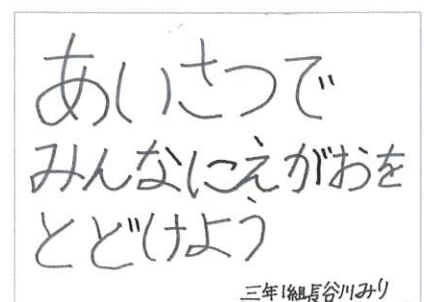 あいさつで
みんなにえがおを
とどけよう
三年1組長谷川みり